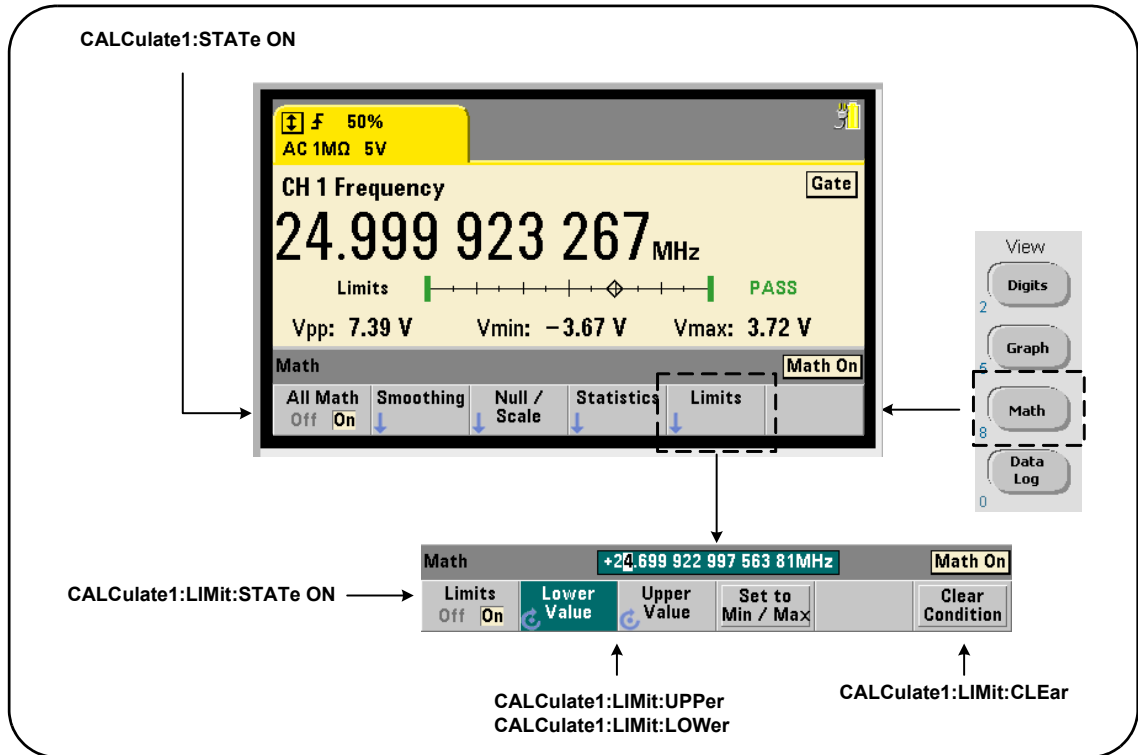 CALCulate1:STATe ON
50%
AC 1MΩ 5V
CH 1 Frequency
Gate
24.999 923 267 MHz
Limits
PASS
Vpp: 7.39 V Vmin: −3.67 V Vmax: 3.72 V
Math
Math On
All Math
Off On
Smoothing
Null /
Scale
Statistics
Limits
View
Digits
2
Graph
5
Math
8
Data
Log
0
Math
+24.699 922 997 563 81MHz
Math On
CALCulate1:LIMit:STATe ON
Limits
Off On
Lower
Value
Upper
Value
Set to
Min / Max
Clear
Condition
CALCulate1:LIMit:UPPer
CALCulate1:LIMit:LOWer
CALCulate1:LIMit:CLEar